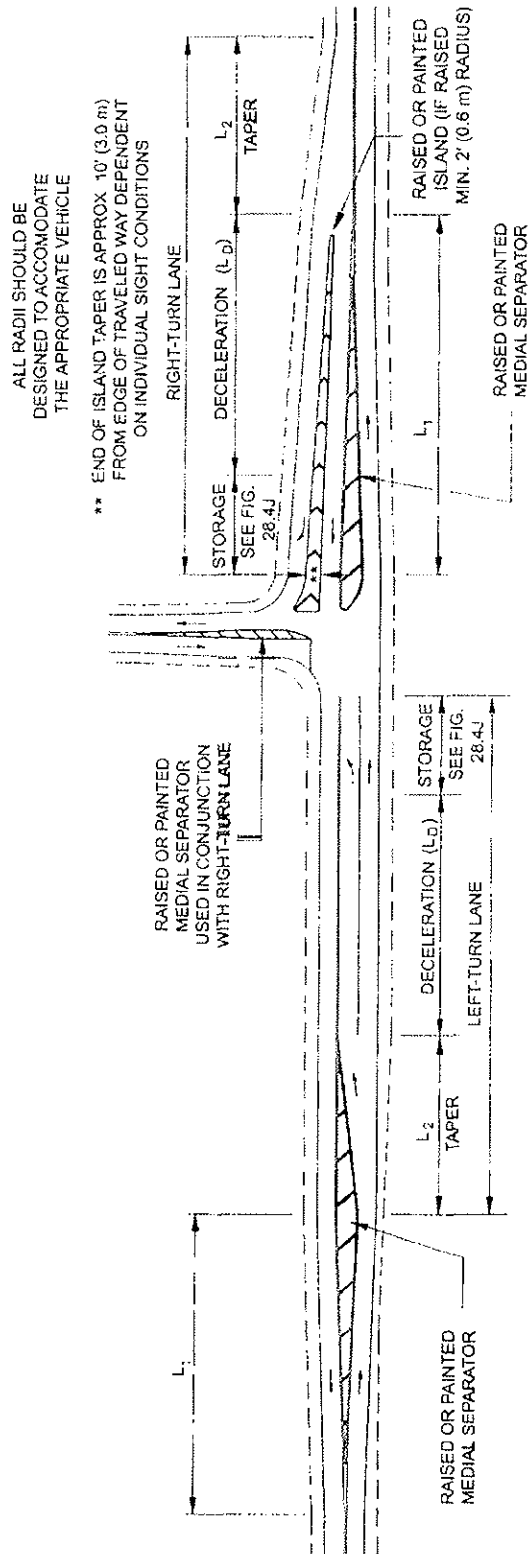 ALL RADII SHOULD BE
DESIGNED TO ACCOMODATE
THE APPROPRIATE VEHICLE
** END OF ISLAND TAPER IS APPROX 10' (3.0 m)
FROM EDGE OF TRAVELED WAY DEPENDENT
ON INDIVIDUAL SIGHT CONDITIONS
RIGHT-TURN LANE
STORAGE
SEE FIG.
28.4J
DECELERATION (LD)
L2
TAPER
**
RAISED OR PAINTED
ISLAND (IF RAISED
MIN. 2' (0.6 m) RADIUS)
L1
RAISED OR PAINTED
MEDIAL SEPARATOR
RAISED OR PAINTED
MEDIAL SEPARATOR
USED IN CONJUNCTION
WITH RIGHT-TURN LANE
L
L2
TAPER
DECELERATION (LD)
STORAGE
SEE FIG.
28.4J
LEFT-TURN LANE
RAISED OR PAINTED
MEDIAL SEPARATOR